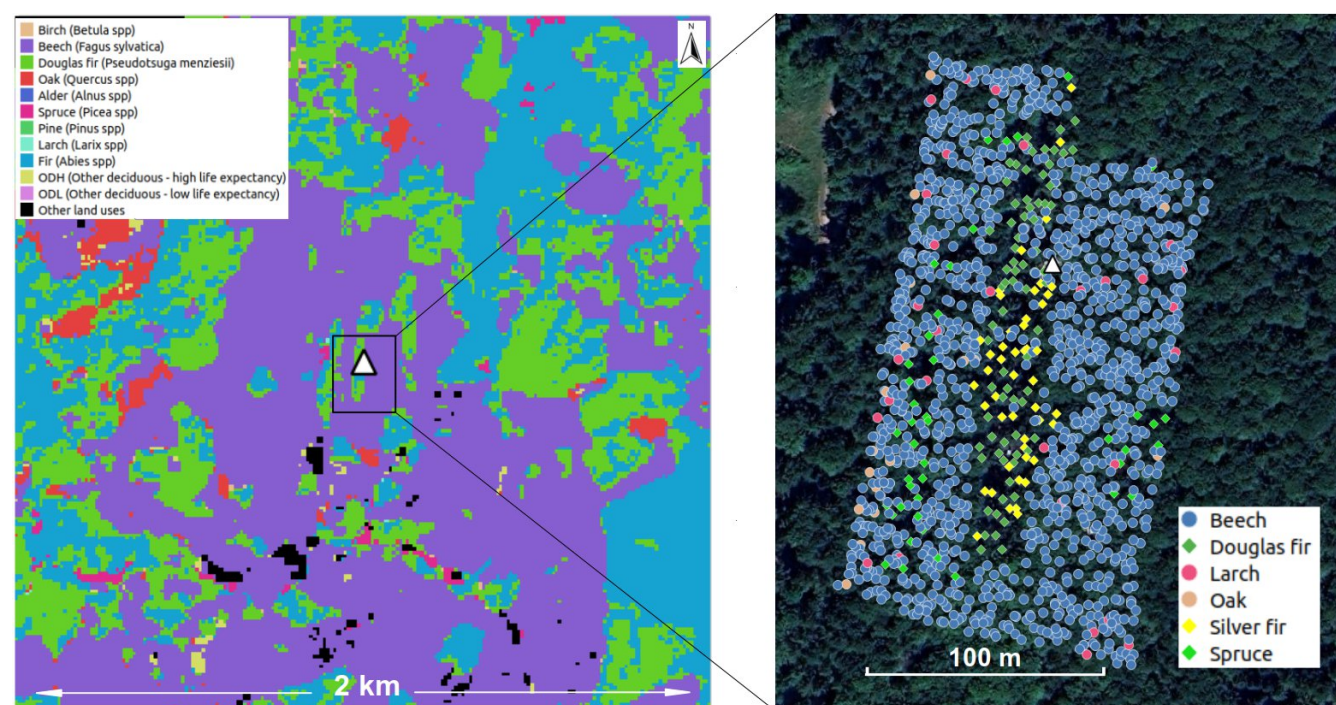 Birch (Betula spp)
Beech (Fagus sylvatica)
Douglas fir (Pseudotsuga menziesii)
Oak (Quercus spp)
Alder (Alnus spp)
Spruce (Picea spp)
Pine (Pinus spp)
Larch (Larix spp)
Fir (Abies spp)
ODH (Other deciduous - high life expectancy)
ODL (Other deciduous - low life expectancy)
Other land uses
N
2 km
Beech
Douglas fir
Larch
Oak
Silver fir
Spruce
100 m